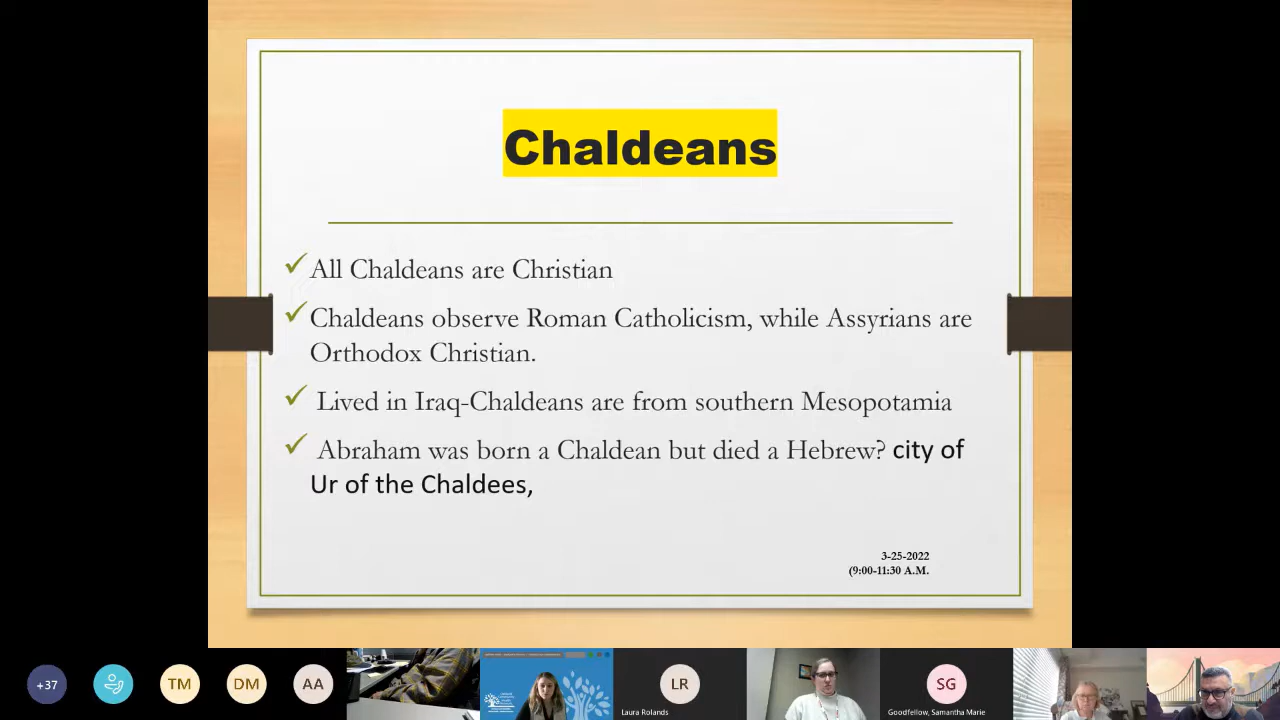 Chaldeans
All Chaldeans are Christian
Chaldeans observe Roman Catholicism, while Assyrians are
Orthodox Christian.
Lived in Iraq-Chaldeans are from southern Mesopotamia
Abraham was born a Chaldean but died a Hebrew? city of
Ur of the Chaldees,
3-25-2022
(9:00-11:30 A.M.
+37
TM
DM
AA
LR
Laura Rolands
SG
Goodfellow, Samantha Marie